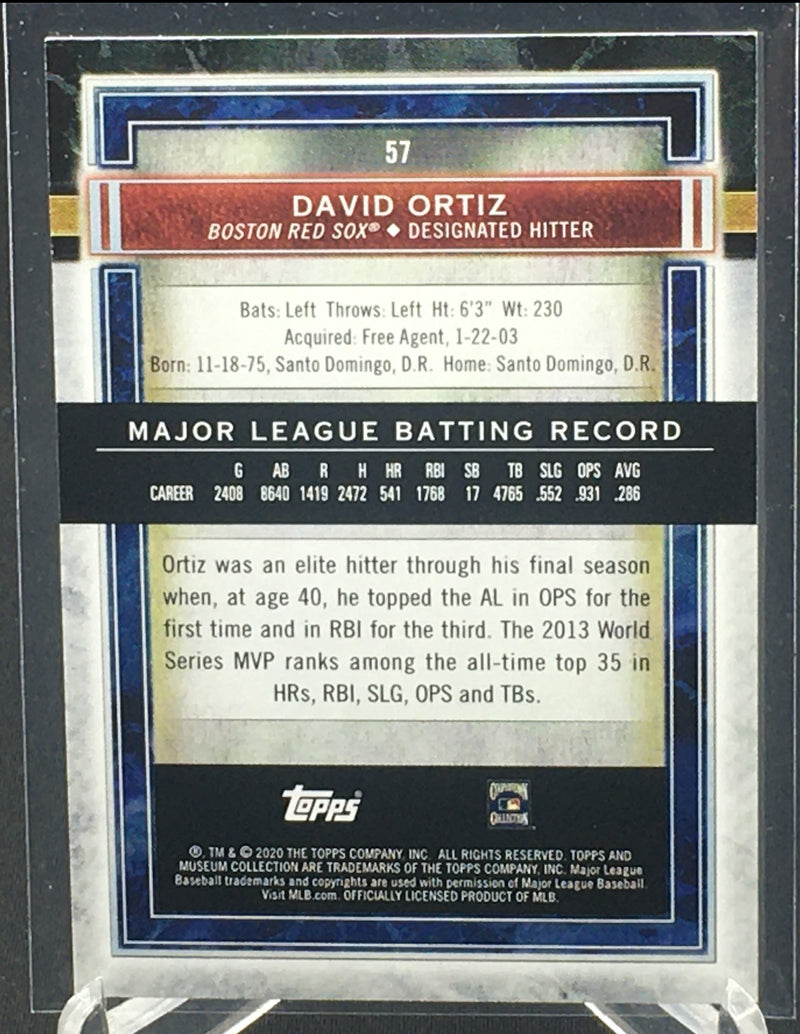 57
DAVID ORTIZ
BOSTON RED SOX® ◆ DESIGNATED HITTER
Bats: Left Throws: Left Ht: 6'3" Wt: 230
Acquired: Free Agent, 1-22-03
Born: 11-18-75, Santo Domingo, D.R. Home: Santo Domingo, D.R.
MAJOR LEAGUE BATTING RECORD
G AB R H HR RBI SB TB SLG OPS AVG
CAREER 2408 8640 1419 2472 541 1768 17 4765 .552 .931 .286
Ortiz was an elite hitter through his final season
when, at age 40, he topped the AL in OPS for the
first time and in RBI for the third. The 2013 World
Series MVP ranks among the all-time top 35 in
HRs, RBI, SLG, OPS and TBs.
Topps® COOPERSTOWN
COLLECTION
®, TM & © 2020 THE TOPPS COMPANY, INC. ALL RIGHTS RESERVED. TOPPS AND
MUSEUM COLLECTION ARE TRADEMARKS OF THE TOPPS COMPANY, INC. Major League
Baseball trademarks and copyrights are used with permission of Major League Baseball.
Visit MLB.com. OFFICIALLY LICENSED PRODUCT OF MLB.